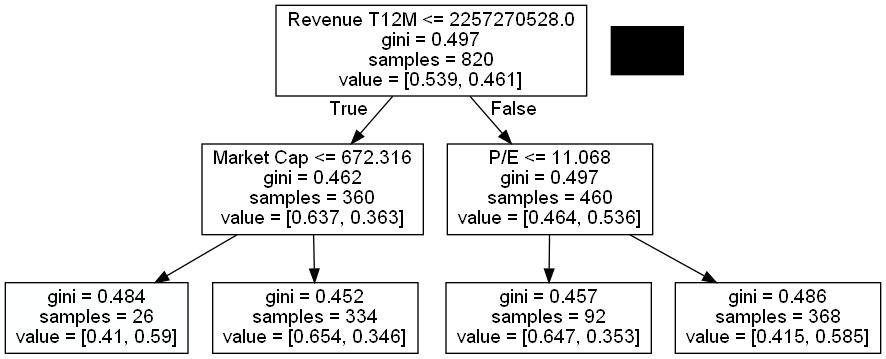 Revenue T12M <= 2257270528.0
gini = 0.497
samples = 820
value = [0.539, 0.461]
True
False
Market Cap <= 672.316
gini = 0.462
samples = 360
value = [0.637, 0.363]
P/E <= 11.068
gini = 0.497
samples = 460
value = [0.464, 0.536]
gini = 0.484
samples = 26
value = [0.41, 0.59]
gini = 0.452
samples = 334
value = [0.654, 0.346]
gini = 0.457
samples = 92
value = [0.647, 0.353]
gini = 0.486
samples = 368
value = [0.415, 0.585]